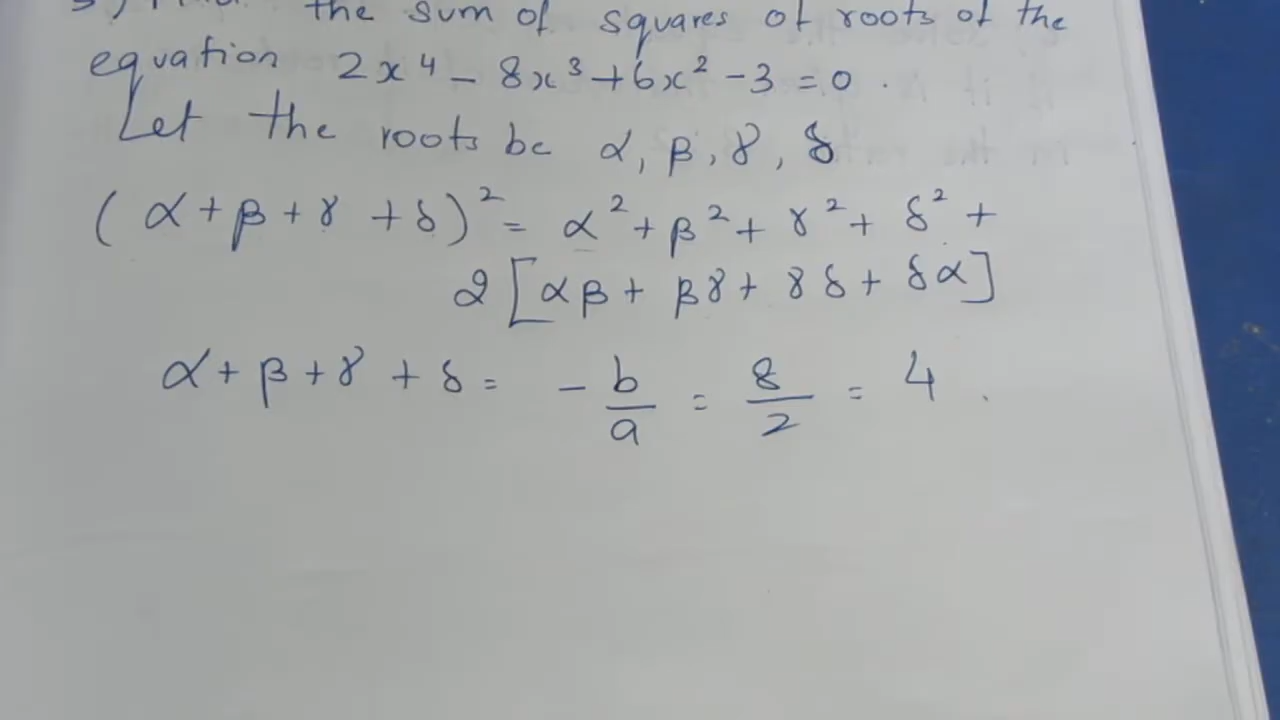 the sum of squares of roots of the
equation 2x⁴ - 8x³ + 6x² - 3 = 0 .
Let the roots be α, β, γ, δ
(α + β + γ + δ)² = α² + β² + γ² + δ² +
2 [αβ + βγ + γδ + δα]
α + β + γ + δ = - b/a = 8/2 = 4 .